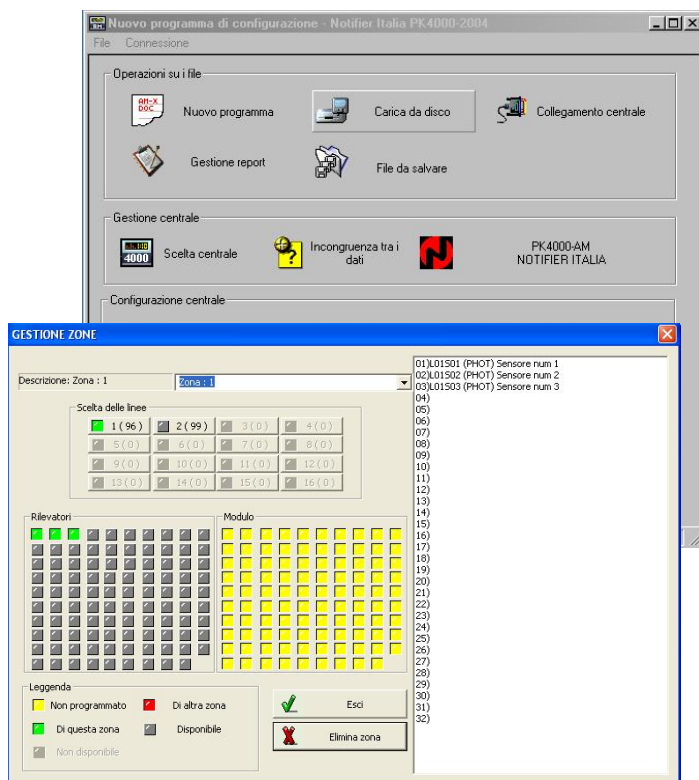 Nuovo programma di configurazione - Notifier Italia PK4000-2004
File Connessione
Operazioni su i file
AM-X DOC
Nuovo programma
Carica da disco
Collegamento centrale
Gestione report
File da salvare
Gestione centrale
4000
Scelta centrale
Incongruenza tra i
dati
PK4000-AM
NOTIFIER ITALIA
Configurazione centrale
GESTIONE ZONE
Descrizione: Zona : 1
Zona : 1
Scelta delle linee
1 ( 96 ) 2 ( 99 ) 3 ( 0 ) 4 ( 0 )
5 ( 0 ) 6 ( 0 ) 7 ( 0 ) 8 ( 0 )
9 ( 0 ) 10 ( 0 ) 11 ( 0 ) 12 ( 0 )
13 ( 0 ) 14 ( 0 ) 15 ( 0 ) 16 ( 0 )
Rilevatori
Modulo
Leggenda
Non programmato
Di altra zona
Di questa zona
Disponibile
Non disponibile
Esci
Elimina zona
01)L01S01 (PHOT) Sensore num 1
02)L01S02 (PHOT) Sensore num 2
03)L01S03 (PHOT) Sensore num 3
04)
05)
06)
07)
08)
09)
10)
11)
12)
13)
14)
15)
16)
17)
18)
19)
20)
21)
22)
23)
24)
25)
26)
27)
28)
29)
30)
31)
32)